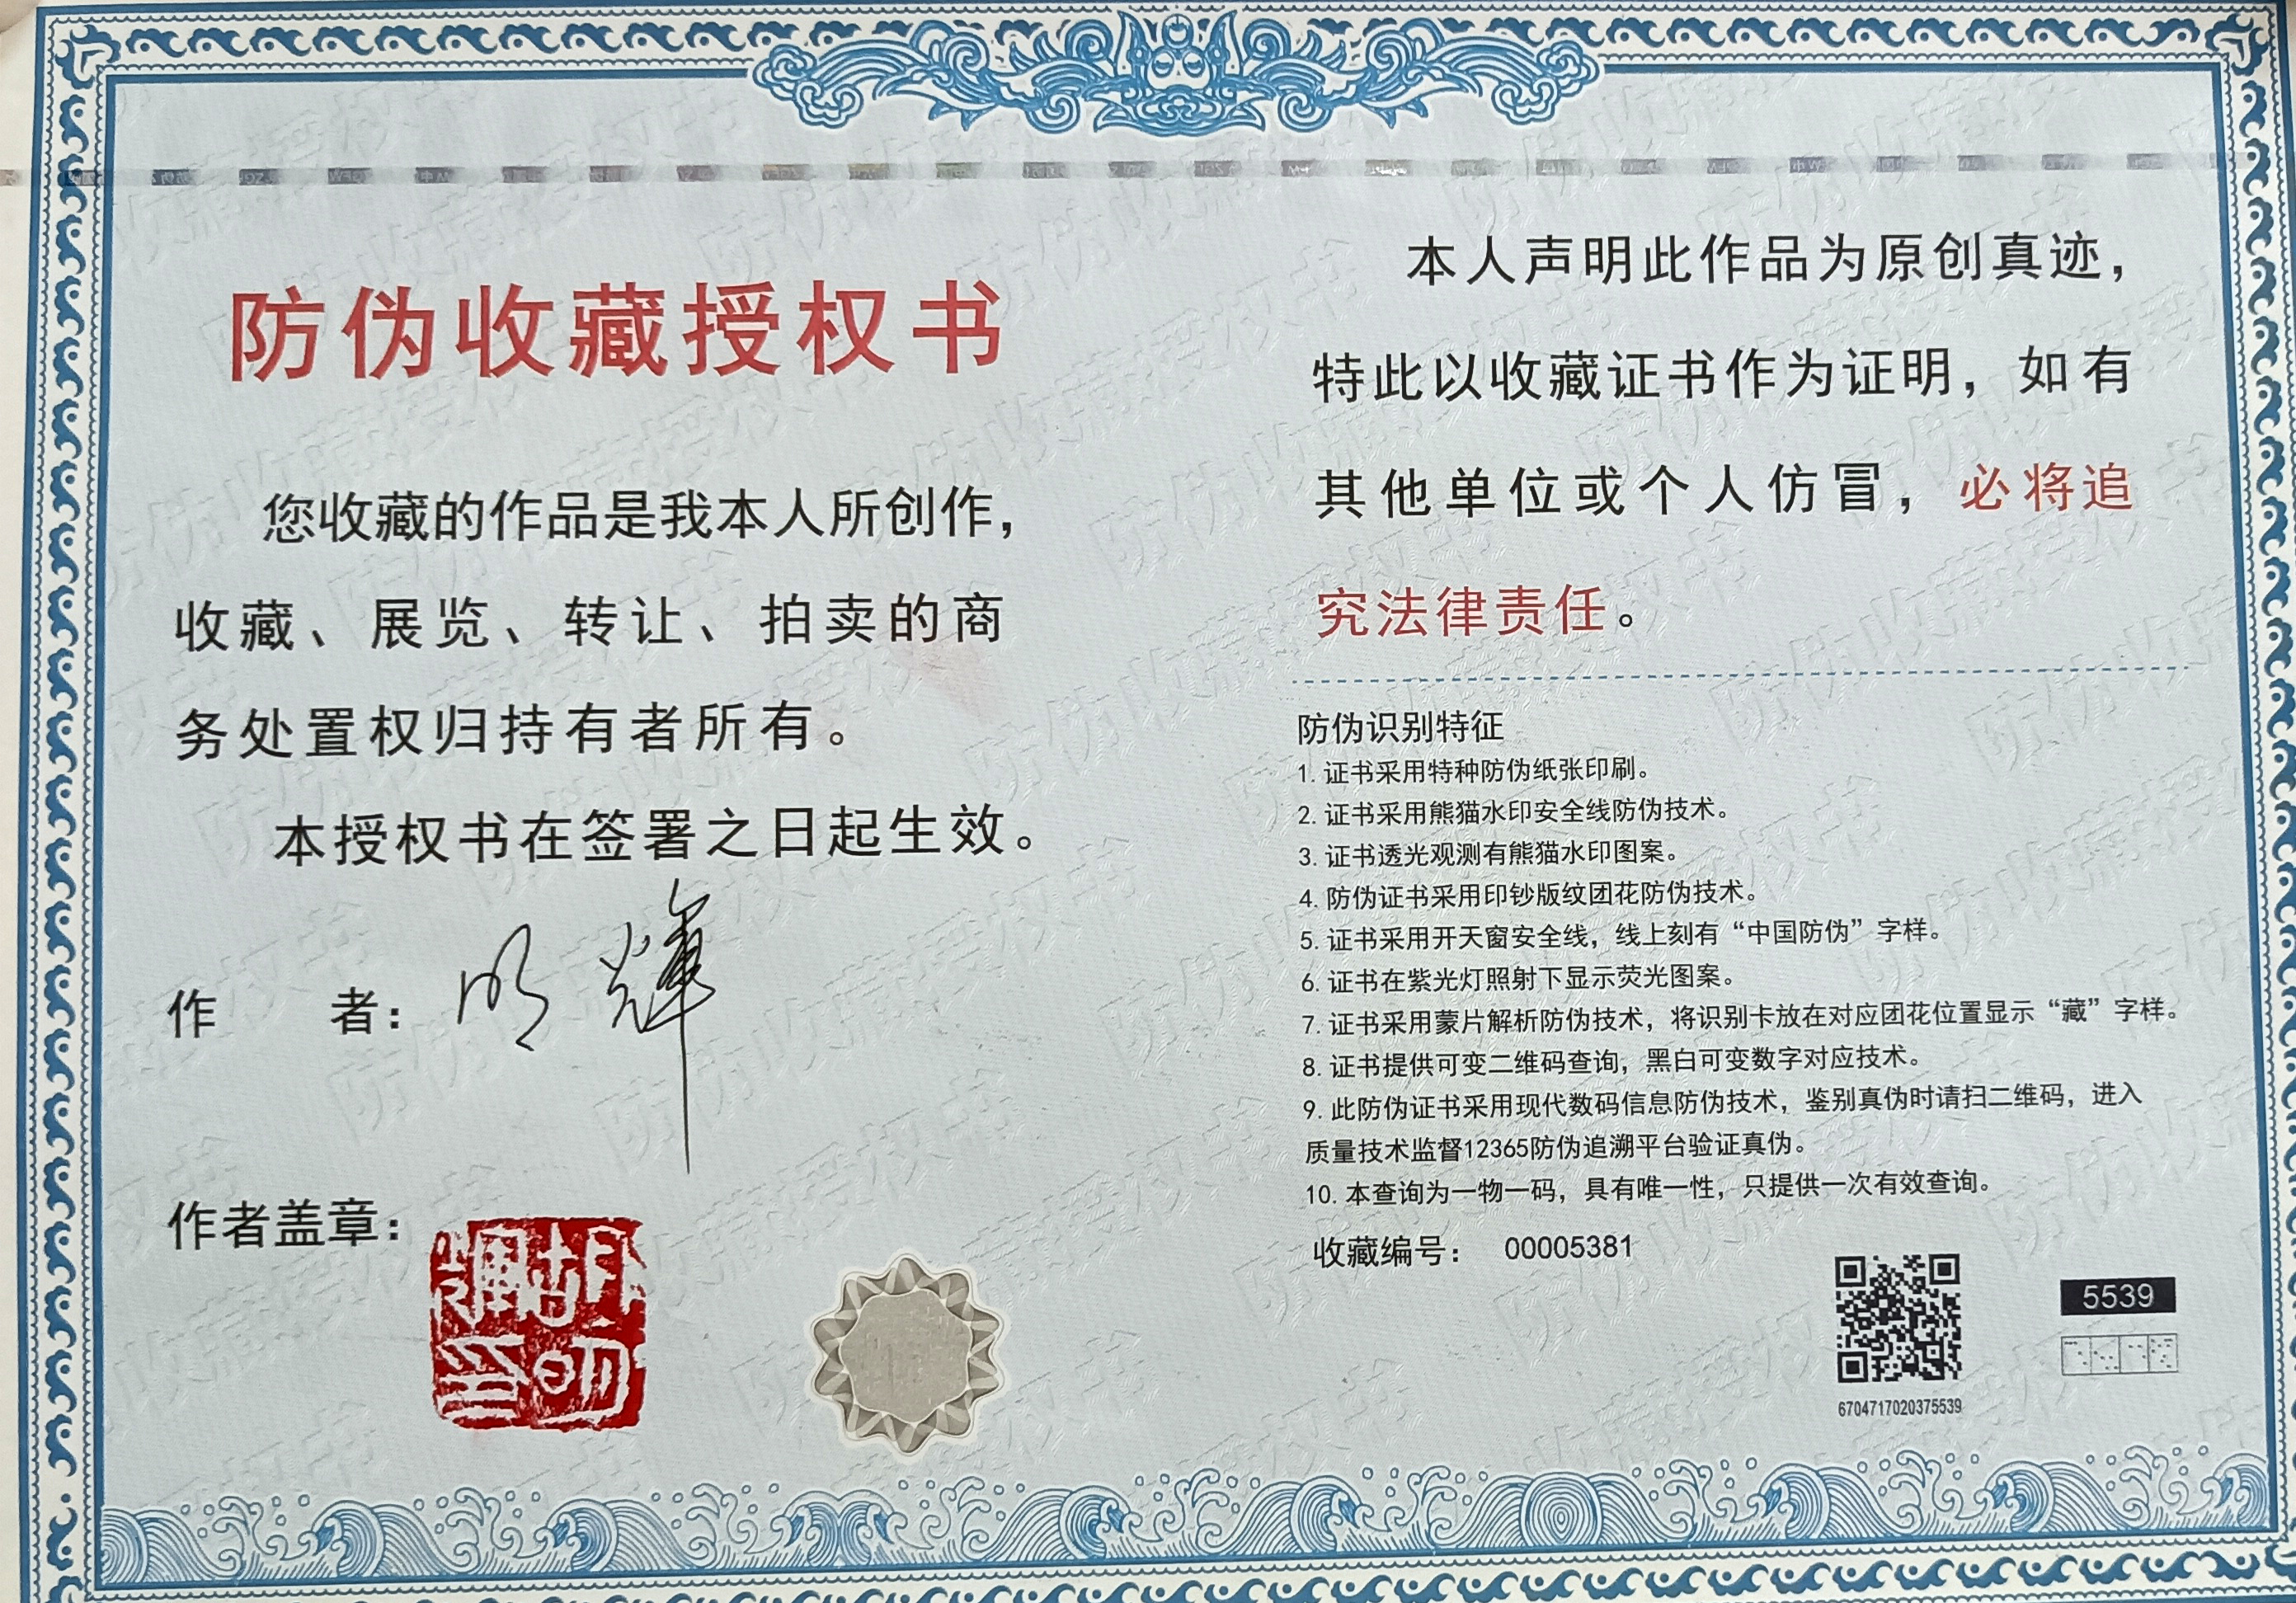 防伪收藏授权书
您收藏的作品是我本人所创作，
收藏、展览、转让、拍卖的商
务处置权归持有者所有。
本授权书在签署之日起生效。
作　　者：明辉
作者盖章：
胡明辉印
本人声明此作品为原创真迹，
特此以收藏证书作为证明，如有
其他单位或个人仿冒，必将追
究法律责任。
防伪识别特征
1. 证书采用特种防伪纸张印刷。
2. 证书采用熊猫水印安全线防伪技术。
3. 证书透光观测有熊猫水印图案。
4. 防伪证书采用印钞版纹团花防伪技术。
5. 证书采用开天窗安全线，线上刻有“中国防伪”字样。
6. 证书在紫光灯照射下显示荧光图案。
7. 证书采用蒙片解析防伪技术，将识别卡放在对应团花位置显示“藏”字样。
8. 证书提供可变二维码查询，黑白可变数字对应技术。
9. 此防伪证书采用现代数码信息防伪技术，鉴别真伪时请扫二维码，进入
质量技术监督12365防伪追溯平台验证真伪。
10. 本查询为一物一码，具有唯一性，只提供一次有效查询。
收藏编号： 00005381
5539
6704717020375539